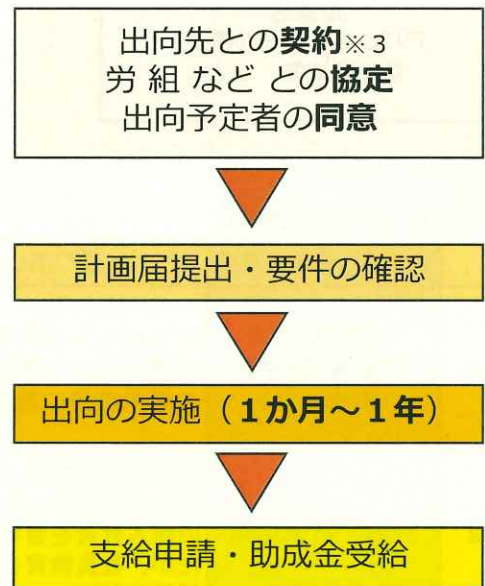 出向先との契約※3
労 組 など との協定
出向予定者の同意
計画届提出・要件の確認
出向の実施（1か月～1年）
支給申請・助成金受給